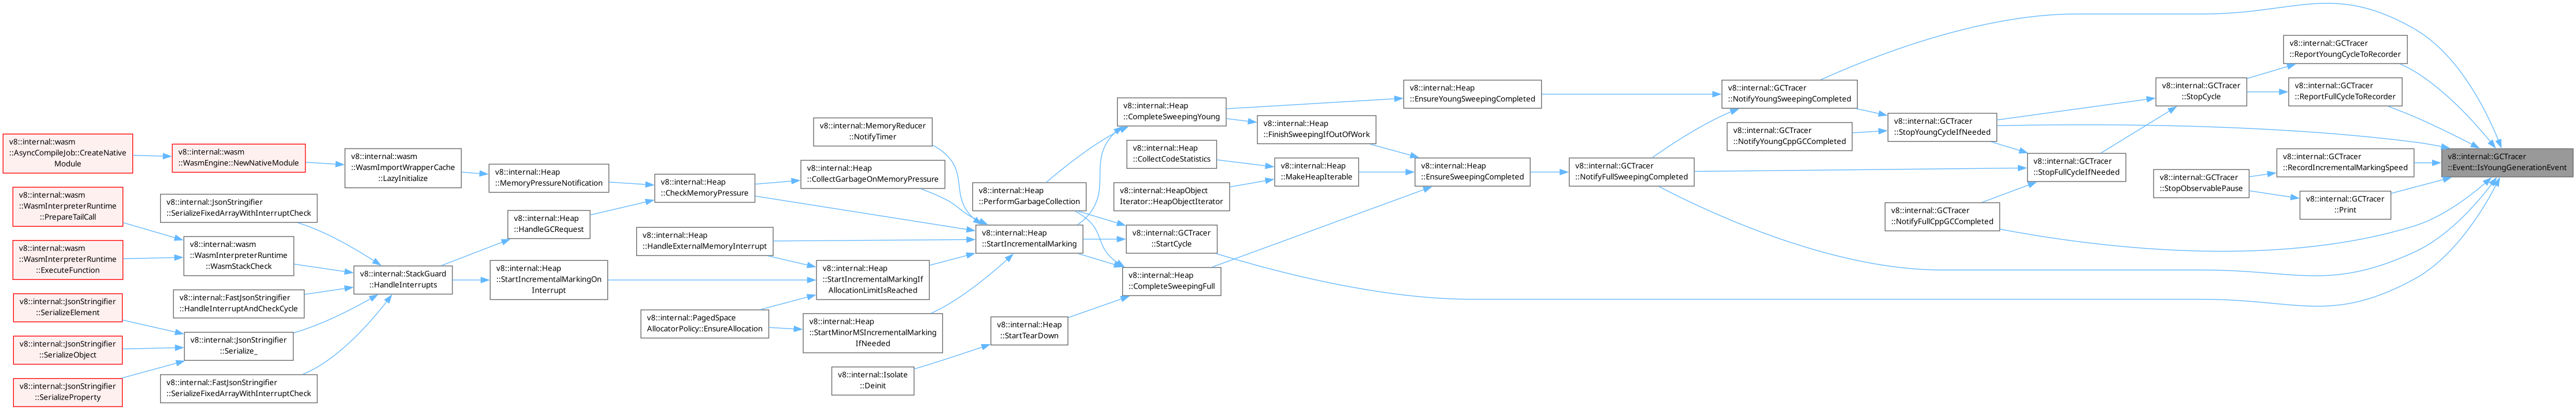 v8::internal::wasm
::AsyncCompileJob::CreateNative
Module
v8::internal::wasm
::WasmInterpreterRuntime
::PrepareTailCall
v8::internal::wasm
::WasmInterpreterRuntime
::ExecuteFunction
v8::internal::JsonStringifier
::SerializeElement
v8::internal::JsonStringifier
::SerializeObject
v8::internal::JsonStringifier
::SerializeProperty
v8::internal::wasm
::WasmEngine::NewNativeModule
v8::internal::JsonStringifier
::SerializeFixedArrayWithInterruptCheck
v8::internal::wasm
::WasmInterpreterRuntime
::WasmStackCheck
v8::internal::FastJsonStringifier
::HandleInterruptAndCheckCycle
v8::internal::JsonStringifier
::Serialize_
v8::internal::FastJsonStringifier
::SerializeFixedArrayWithInterruptCheck
v8::internal::wasm
::WasmImportWrapperCache
::LazyInitialize
v8::internal::StackGuard
::HandleInterrupts
v8::internal::Heap
::MemoryPressureNotification
v8::internal::Heap
::HandleGCRequest
v8::internal::Heap
::StartIncrementalMarkingOn
Interrupt
v8::internal::Heap
::CheckMemoryPressure
v8::internal::Heap
::HandleExternalMemoryInterrupt
v8::internal::PagedSpace
AllocatorPolicy::EnsureAllocation
v8::internal::MemoryReducer
::NotifyTimer
v8::internal::Heap
::CollectGarbageOnMemoryPressure
v8::internal::Heap
::StartIncrementalMarkingIf
AllocationLimitIsReached
v8::internal::Heap
::StartMinorMSIncrementalMarking
IfNeeded
v8::internal::Isolate
::Deinit
v8::internal::Heap
::PerformGarbageCollection
v8::internal::Heap
::StartIncrementalMarking
v8::internal::Heap
::StartTearDown
v8::internal::Heap
::CompleteSweepingYoung
v8::internal::Heap
::CollectCodeStatistics
v8::internal::HeapObject
Iterator::HeapObjectIterator
v8::internal::GCTracer
::StartCycle
v8::internal::Heap
::CompleteSweepingFull
v8::internal::Heap
::FinishSweepingIfOutOfWork
v8::internal::Heap
::MakeHeapIterable
v8::internal::Heap
::EnsureYoungSweepingCompleted
v8::internal::Heap
::EnsureSweepingCompleted
v8::internal::GCTracer
::NotifyFullSweepingCompleted
v8::internal::GCTracer
::NotifyYoungSweepingCompleted
v8::internal::GCTracer
::NotifyYoungCppGCCompleted
v8::internal::GCTracer
::StopYoungCycleIfNeeded
v8::internal::GCTracer
::NotifyFullCppGCCompleted
v8::internal::GCTracer
::StopFullCycleIfNeeded
v8::internal::GCTracer
::StopCycle
v8::internal::GCTracer
::StopObservablePause
v8::internal::GCTracer
::ReportYoungCycleToRecorder
v8::internal::GCTracer
::ReportFullCycleToRecorder
v8::internal::GCTracer
::RecordIncrementalMarkingSpeed
v8::internal::GCTracer
::Print
v8::internal::GCTracer
::Event::IsYoungGenerationEvent